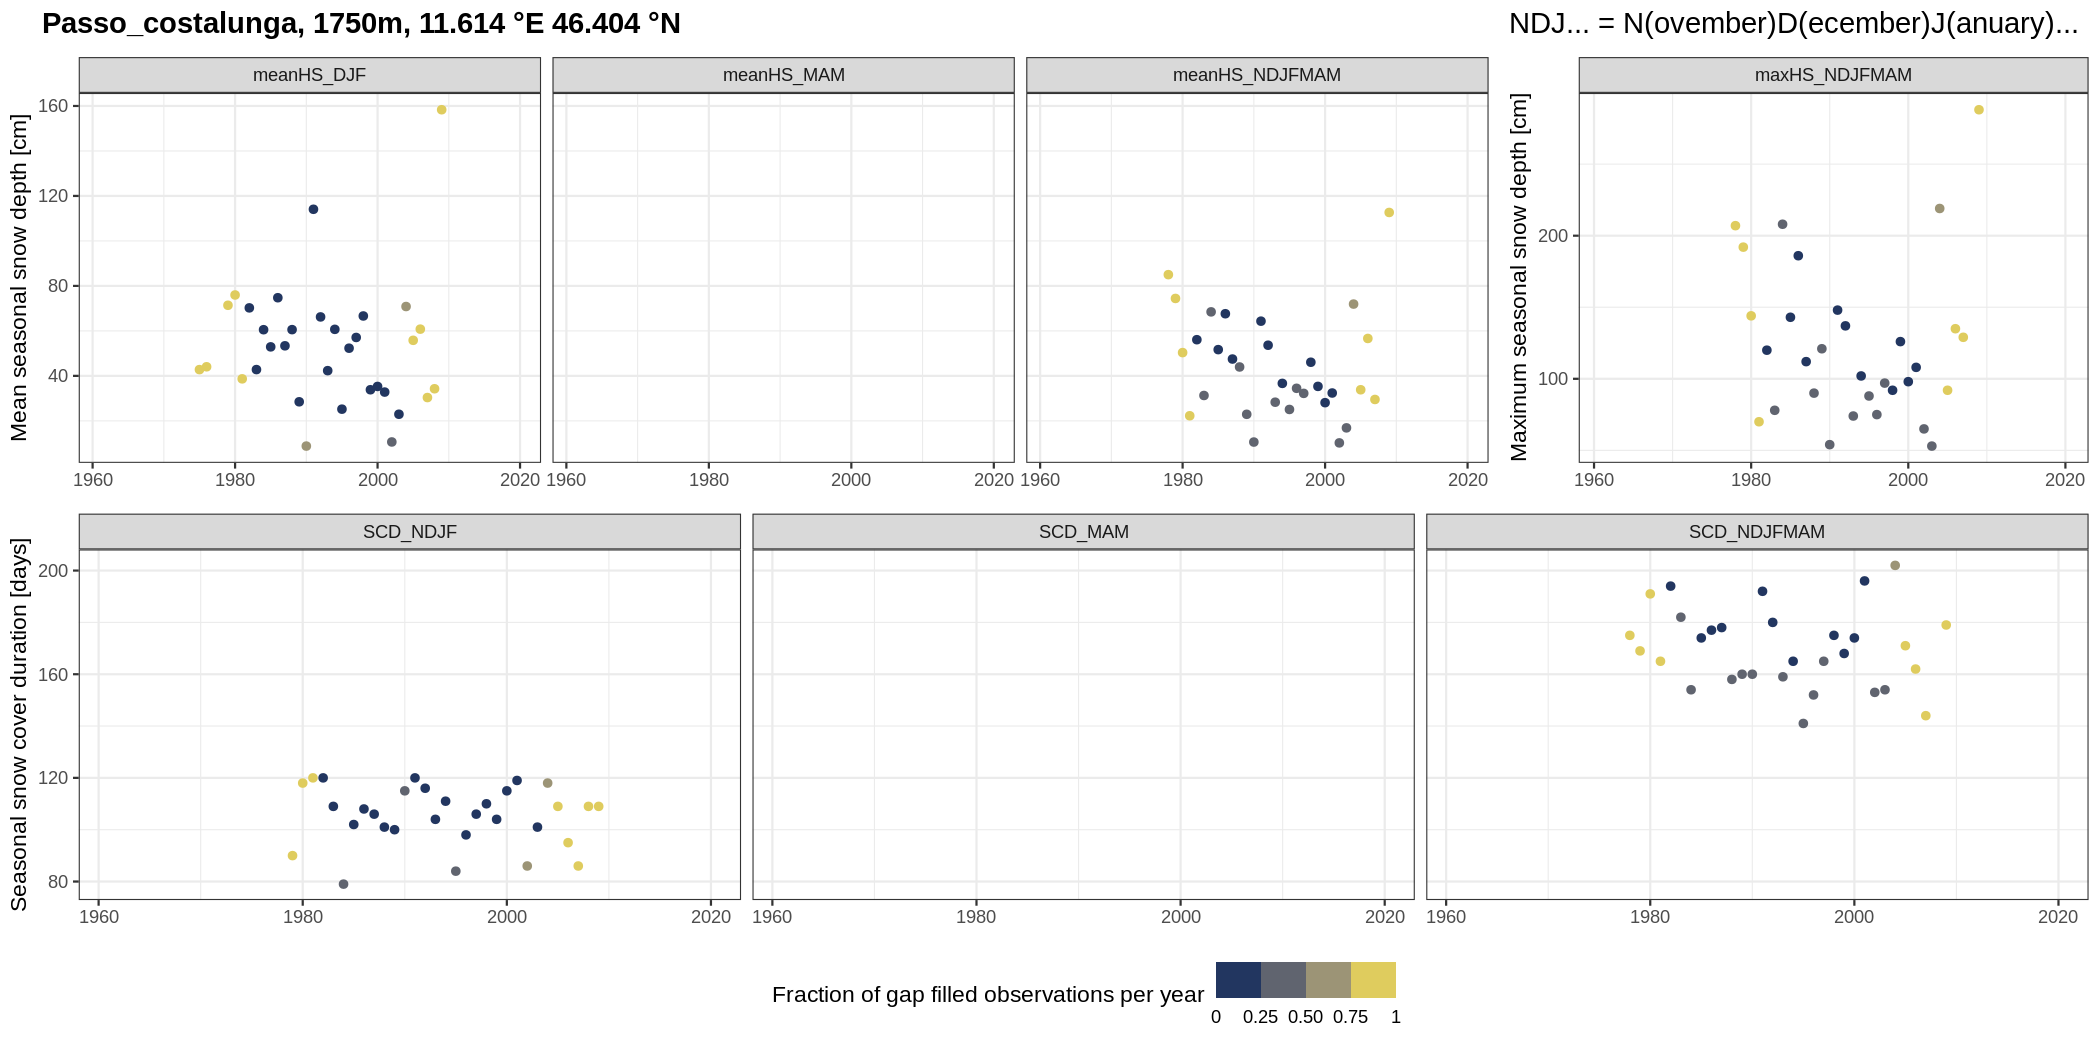 Passo_costalunga, 1750m, 11.614 °E 46.404 °N
NDJ... = N(ovember)D(ecember)J(anuary)...
meanHS_DJF
meanHS_MAM
meanHS_NDJFMAM
maxHS_NDJFMAM
Mean seasonal snow depth [cm]
160
120
80
40
1960 1980 2000 2020
1960 1980 2000 2020
1960 1980 2000 2020
Maximum seasonal snow depth [cm]
200
100
1960 1980 2000 2020
SCD_NDJF
SCD_MAM
SCD_NDJFMAM
Seasonal snow cover duration [days]
200
160
120
80
1960 1980 2000 2020
1960 1980 2000 2020
1960 1980 2000 2020
Fraction of gap filled observations per year
0 0.25 0.50 0.75 1